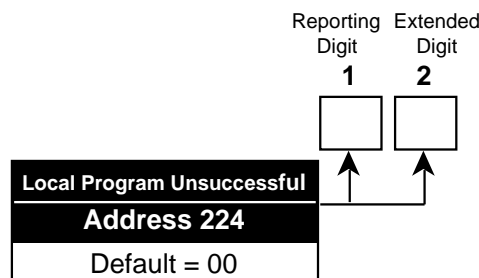 Reporting Extended
Digit Digit
1 2
Local Program Unsuccessful
Address 224
Default = 00